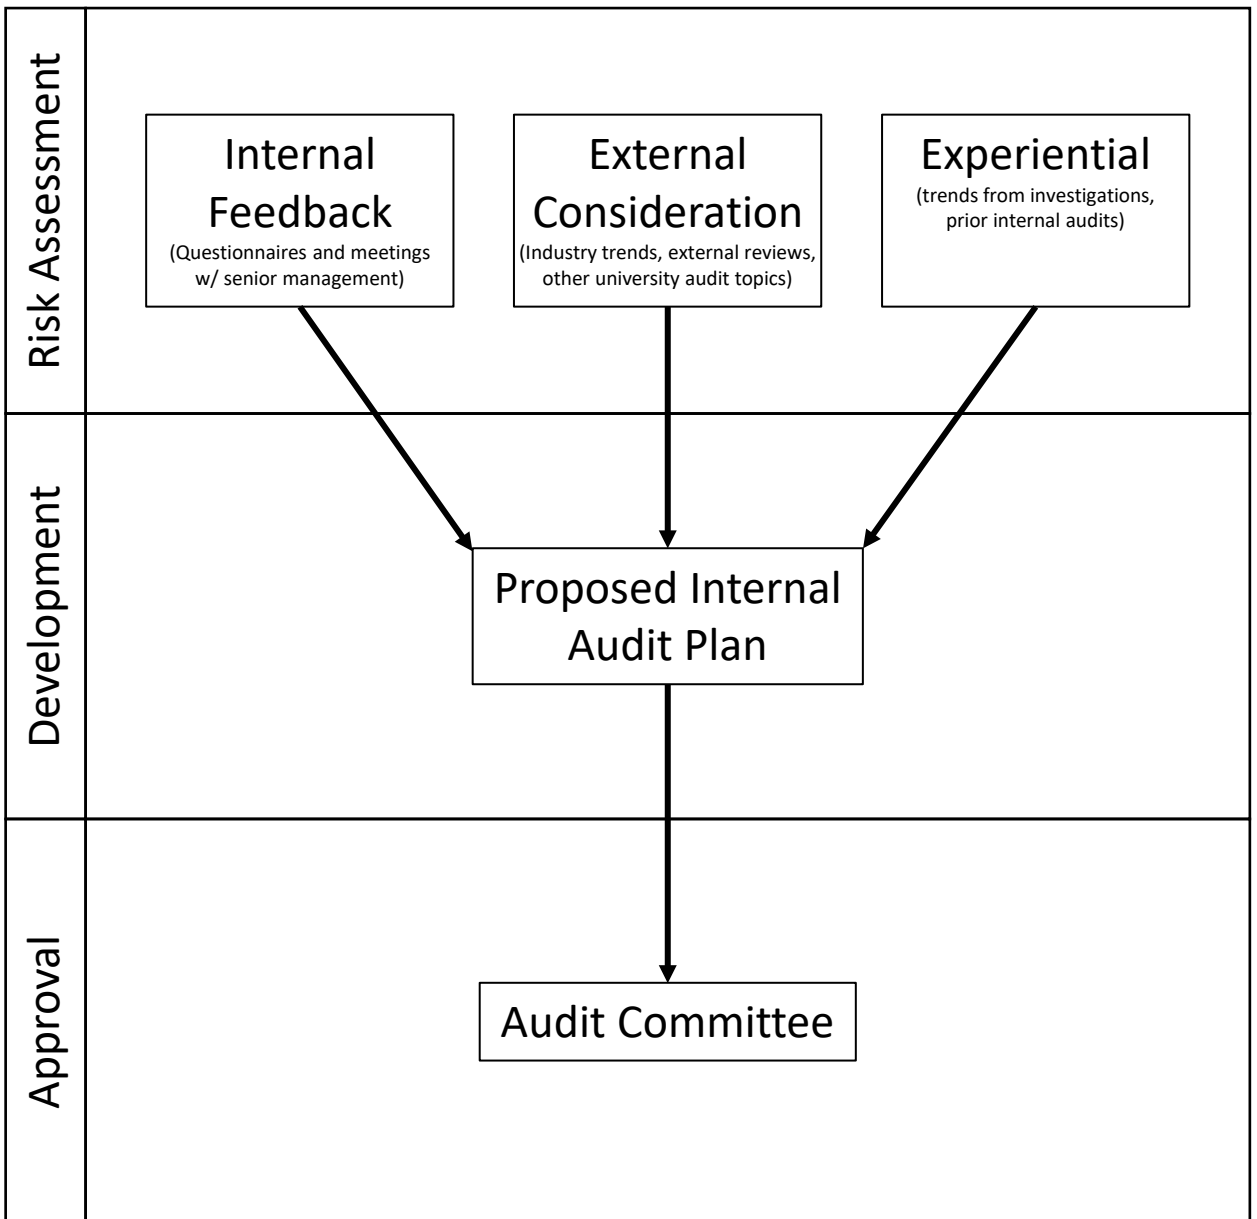 Risk Assessment
Internal
Feedback
(Questionnaires and meetings
w/ senior management)
External
Consideration
(Industry trends, external reviews,
other university audit topics)
Experiential
(trends from investigations,
prior internal audits)
Development
Proposed Internal
Audit Plan
Approval
Audit Committee